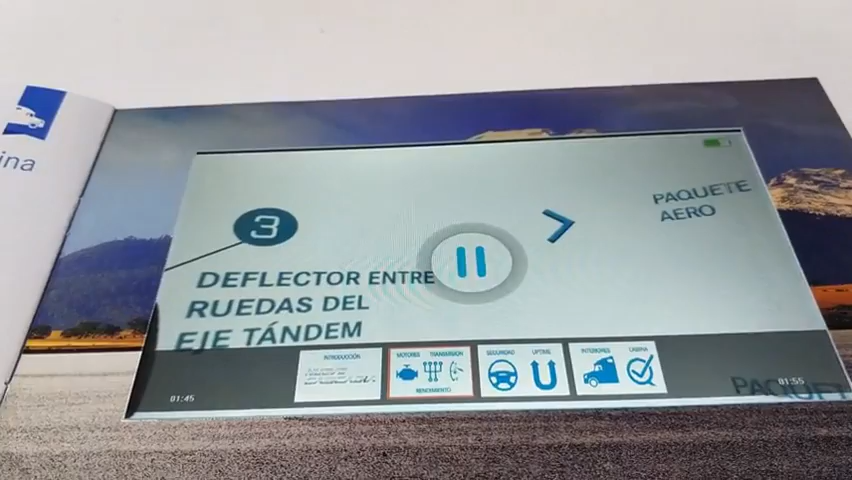 ina
3
DEFLECTOR ENTRE
RUEDAS DEL
EJE TÁNDEM
PAQUETE
AERO
INTRODUCCIÓN
MOTORES TRANSMISIÓN
RENDIMIENTO
SEGURIDAD UPTIME
INTERIORES CABINA
PAQUET
01:45
01:55